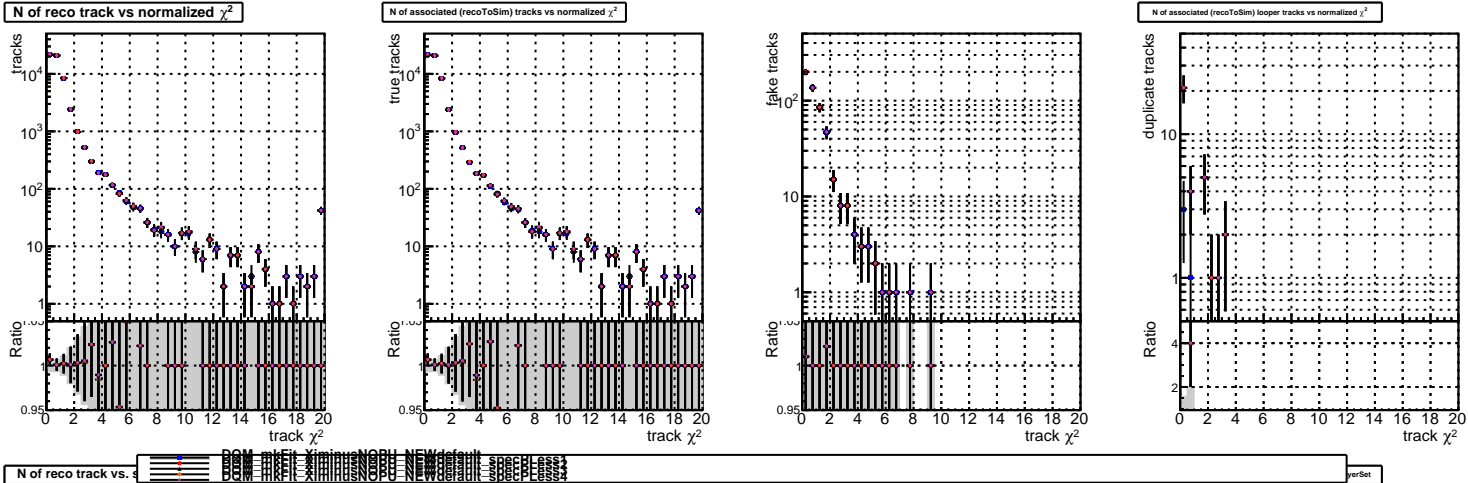 N of reco track vs normalized χ²
N of associated (recoToSim) tracks vs normalized χ²
N of associated (recoToSim) looper tracks vs normalized χ²
tracks
10⁴
10³
10²
10
1
Ratio
1
0.95
0 2 4 6 8 10 12 14 16 18 20
track χ²
true tracks
10⁴
10³
10²
10
1
Ratio
1
0.95
0 2 4 6 8 10 12 14 16 18 20
track χ²
fake tracks
10²
10
1
Ratio
1
0.95
0 2 4 6 8 10 12 14 16 18 20
track χ²
duplicate tracks
10
1
Ratio
4
2
0 2 4 6 8 10 12 14 16 18 20
track χ²
DQM_mkFit_XiminusNOPU_NEWdefault
DQM_mkFit_XiminusNOPU_NEWdefault_specPLess4
N of reco track vs.
yerSet